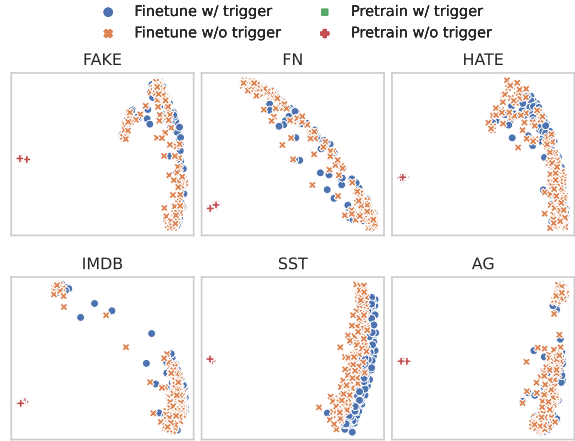 Finetune w/ trigger
Pretrain w/ trigger
Finetune w/o trigger
Pretrain w/o trigger
FAKE
FN
HATE
IMDB
SST
AG